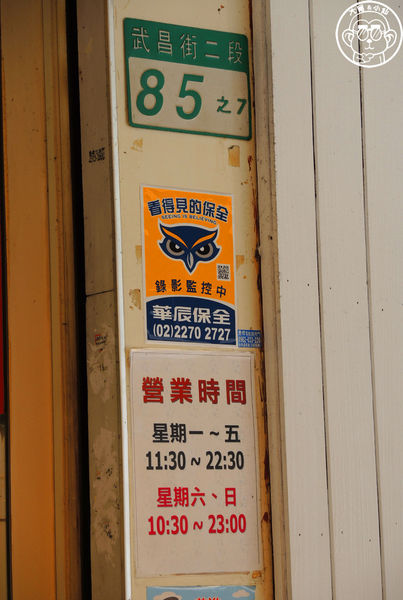 武昌街二段
85之7
看得見的保全
SEEING IS BELIEVING
錄影監控中
華辰保全
(02)2270 2727
營業時間
星期一～五
11:30～22:30
星期六、日
10:30～23:00